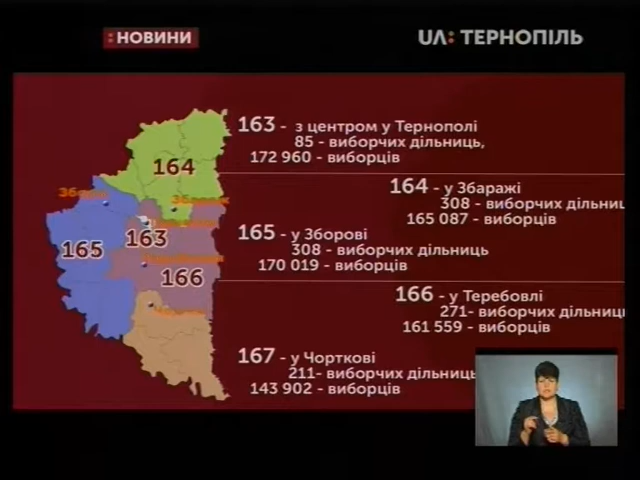 :НОВИНИ
UA: ТЕРНОПІЛЬ
163 - з центром у Тернополі
85 - виборчих дільниць,
172 960 - виборців
164 - у Збаражі
308 - виборчих дільниц
165 087 - виборців
165 - у Зборові
308 - виборчих дільниць
170 019 - виборців
166 - у Теребовлі
271- виборчих дільниць
161 559 - виборців
167 - у Чорткові
211- виборчих дільниць
143 902 - виборців
164
163
165
166